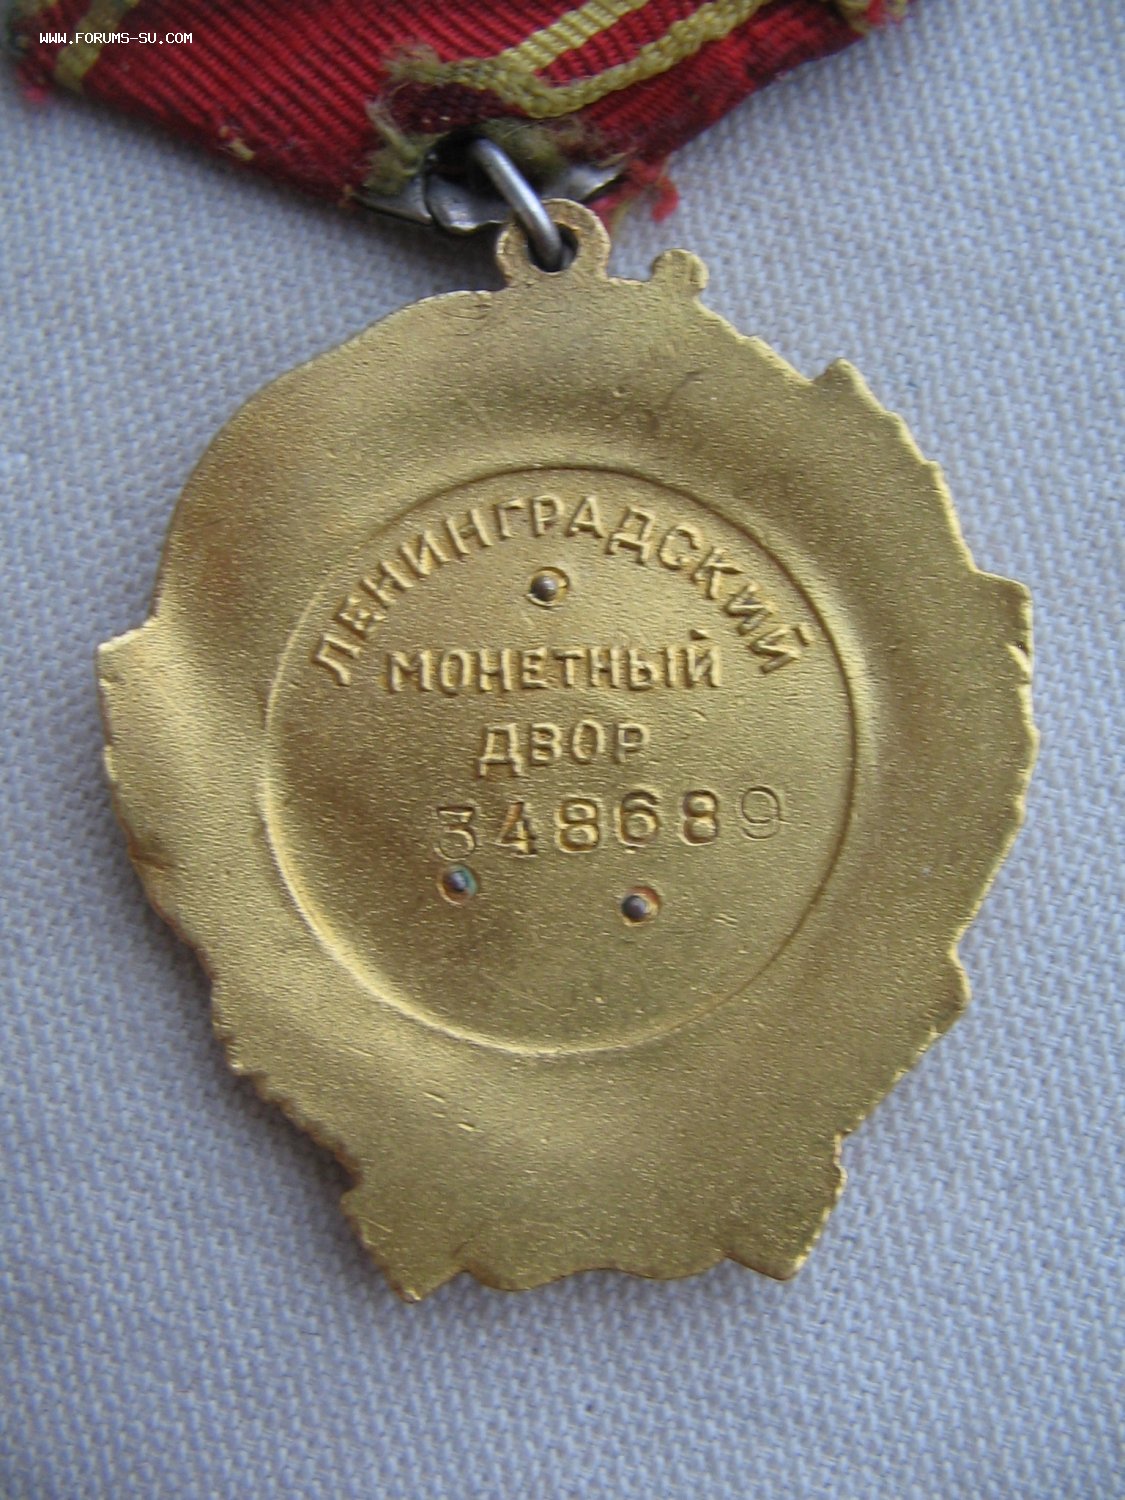 WWW.FORUMS-SU.COM
ЛЕНИНГРАДСКИЙ
МОНЕТНЫЙ
ДВОР
348689